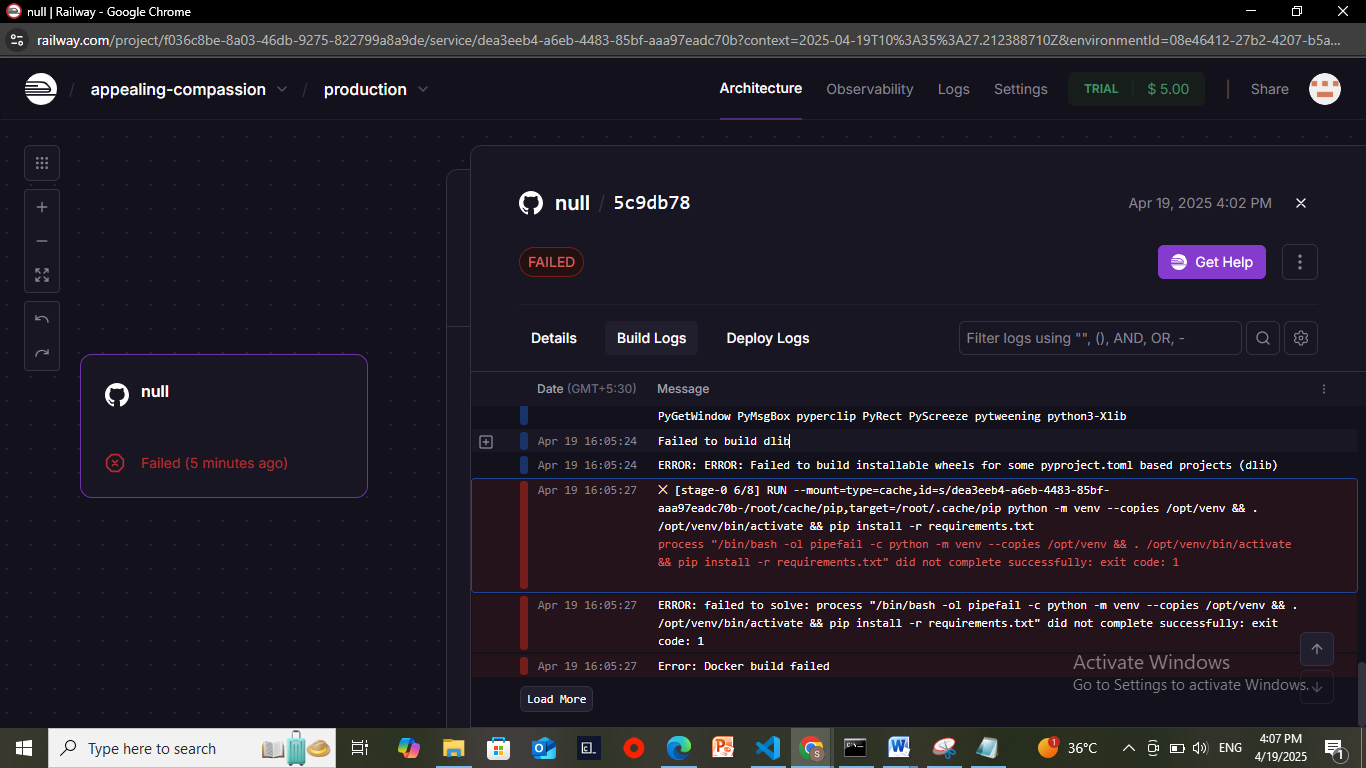 null | Railway - Google Chrome
railway.com/project/f036c8be-8a03-46db-9275-822799a8a9de/service/dea3eeb4-a6eb-4483-85bf-aaa97eadc70b?context=2025-04-19T10%3A35%3A27.212388710Z&environmentId=08e46412-27b2-4207-b5a...
/ appealing-compassion / production
Architecture Observability Logs Settings TRIAL $ 5.00 Share
null / 5c9db78
Apr 19, 2025 4:02 PM
FAILED
Get Help
Details Build Logs Deploy Logs
Filter logs using "", (), AND, OR, -
null
Failed (5 minutes ago)
Date (GMT+5:30) Message
PyGetWindow PyMsgBox pyperclip PyRect PyScreeze pytweening python3-Xlib
Apr 19 16:05:24 Failed to build dlib
Apr 19 16:05:24 ERROR: ERROR: Failed to build installable wheels for some pyproject.toml based projects (dlib)
Apr 19 16:05:27 ✕ [stage-0 6/8] RUN --mount=type=cache,id=s/dea3eeb4-a6eb-4483-85bf-
aaa97eadc70b-/root/cache/pip,target=/root/.cache/pip python -m venv --copies /opt/venv && .
/opt/venv/bin/activate && pip install -r requirements.txt
process "/bin/bash -ol pipefail -c python -m venv --copies /opt/venv && . /opt/venv/bin/activate
&& pip install -r requirements.txt" did not complete successfully: exit code: 1
Apr 19 16:05:27 ERROR: failed to solve: process "/bin/bash -ol pipefail -c python -m venv --copies /opt/venv && .
/opt/venv/bin/activate && pip install -r requirements.txt" did not complete successfully: exit
code: 1
Apr 19 16:05:27 Error: Docker build failed
Load More
Activate Windows
Go to Settings to activate Windows.
Type here to search
1
36°C
ENG
4:07 PM
4/19/2025
1